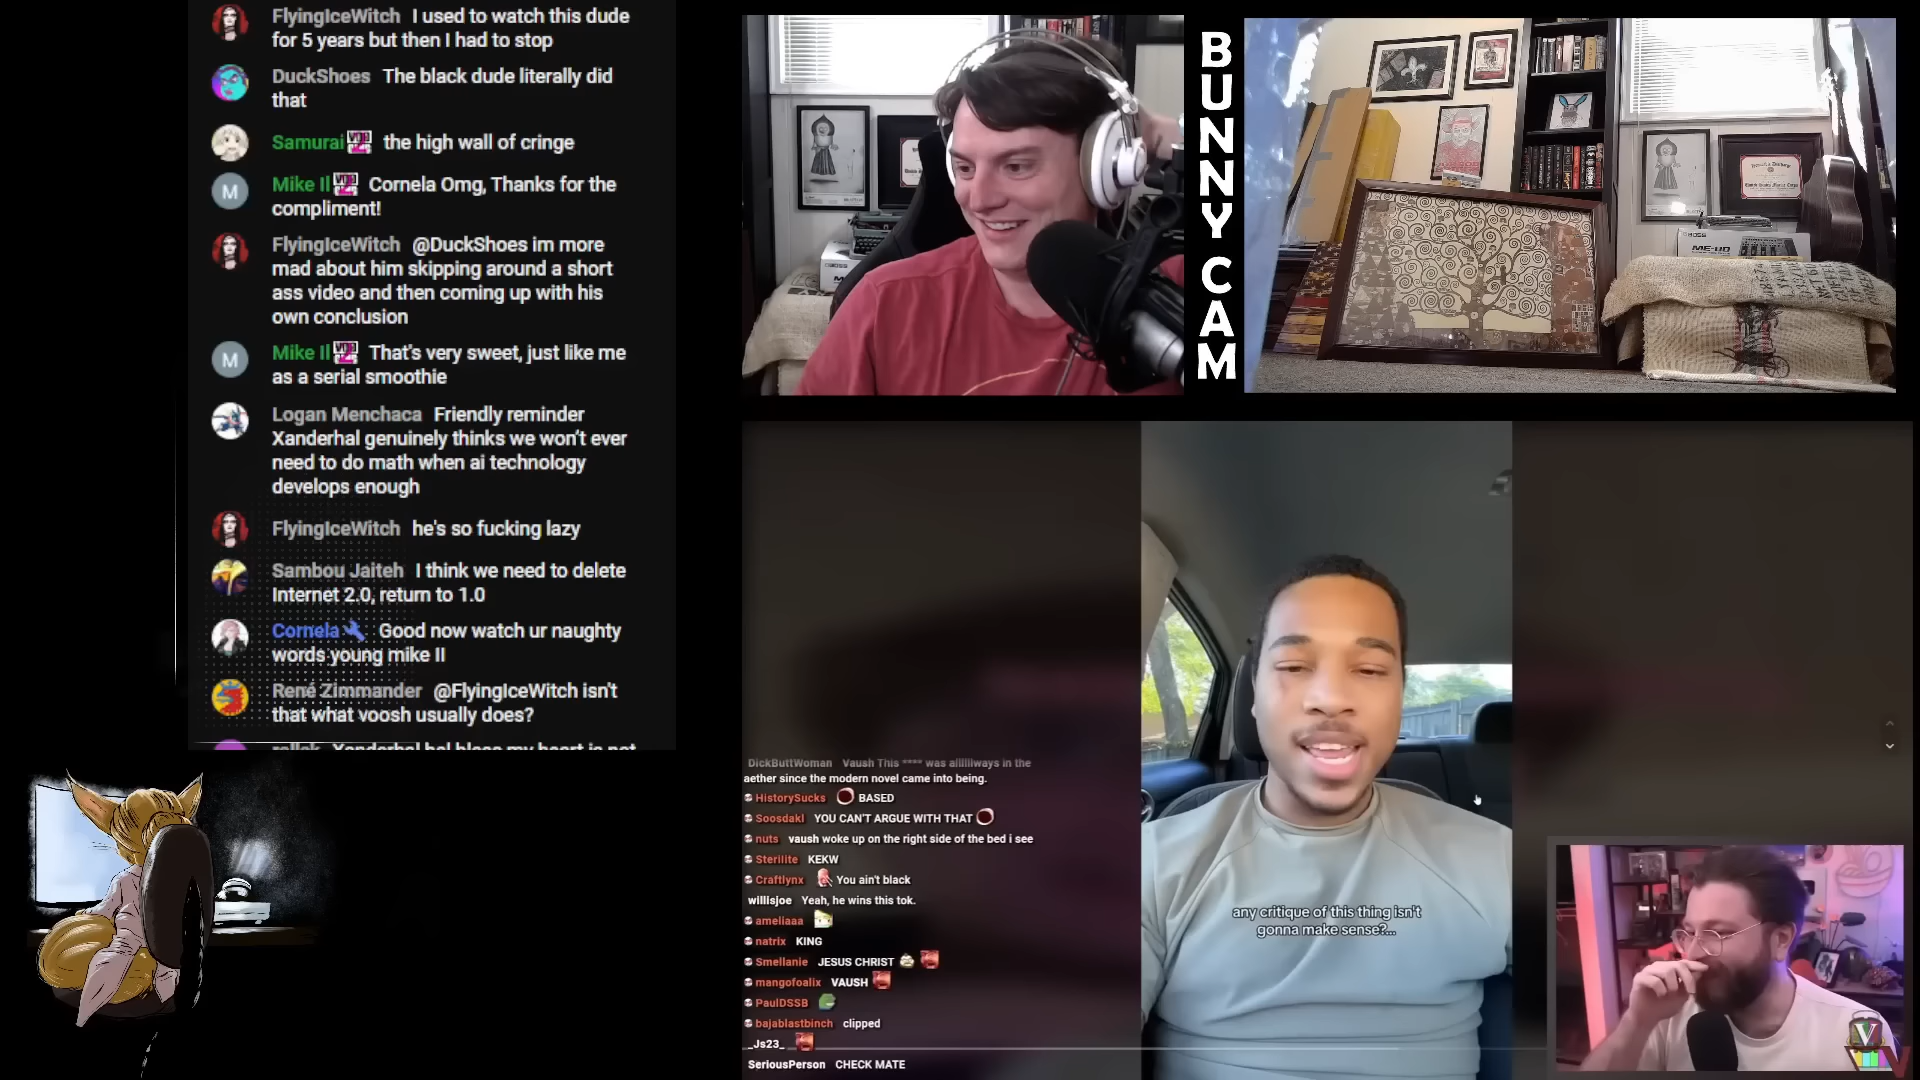 FlyingIceWitch I used to watch this dude
for 5 years but then I had to stop
DuckShoes The black dude literally did
that
Samurai the high wall of cringe
Mike II Cornela Omg, Thanks for the
compliment!
FlyingIceWitch @DuckShoes im more
mad about him skipping around a short
ass video and then coming up with his
own conclusion
Mike II That's very sweet, just like me
as a serial smoothie
Logan Menchaca Friendly reminder
Xanderhal genuinely thinks we won't ever
need to do math when ai technology
develops enough
FlyingIceWitch he's so fucking lazy
Sambou Jaiteh I think we need to delete
Internet 2.0, return to 1.0
Cornela Good now watch ur naughty
words young mike II
René Zimmander @FlyingIceWitch isn't
that what voosh usually does?
M
M
BUNNY CAM
BOSS
ME-80
DickButtWoman Vaush This **** was allllllways in the
aether since the modern novel came into being.
HistorySucks BASED
Soosdakl YOU CAN'T ARGUE WITH THAT
nuts vaush woke up on the right side of the bed i see
Sterilite KEKW
Craftlynx You ain't black
willisjoe Yeah, he wins this tok.
ameliaaa
natrix KING
Smellanie JESUS CHRIST
mangofoalix VAUSH
PaulDSSB
bajablastbinch clipped
_Js23_
SeriousPerson CHECK MATE
any critique of this thing isn't
gonna make sense?...
V